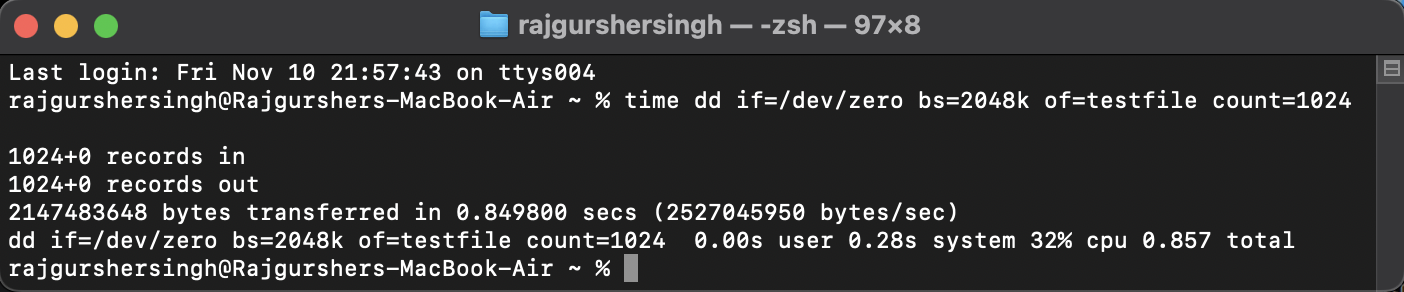 rajgurshersingh — -zsh — 97×8
Last login: Fri Nov 10 21:57:43 on ttys004
rajgurshersingh@Rajgurshers-MacBook-Air ~ % time dd if=/dev/zero bs=2048k of=testfile count=1024
1024+0 records in
1024+0 records out
2147483648 bytes transferred in 0.849800 secs (2527045950 bytes/sec)
dd if=/dev/zero bs=2048k of=testfile count=1024  0.00s user 0.28s system 32% cpu 0.857 total
rajgurshersingh@Rajgurshers-MacBook-Air ~ %